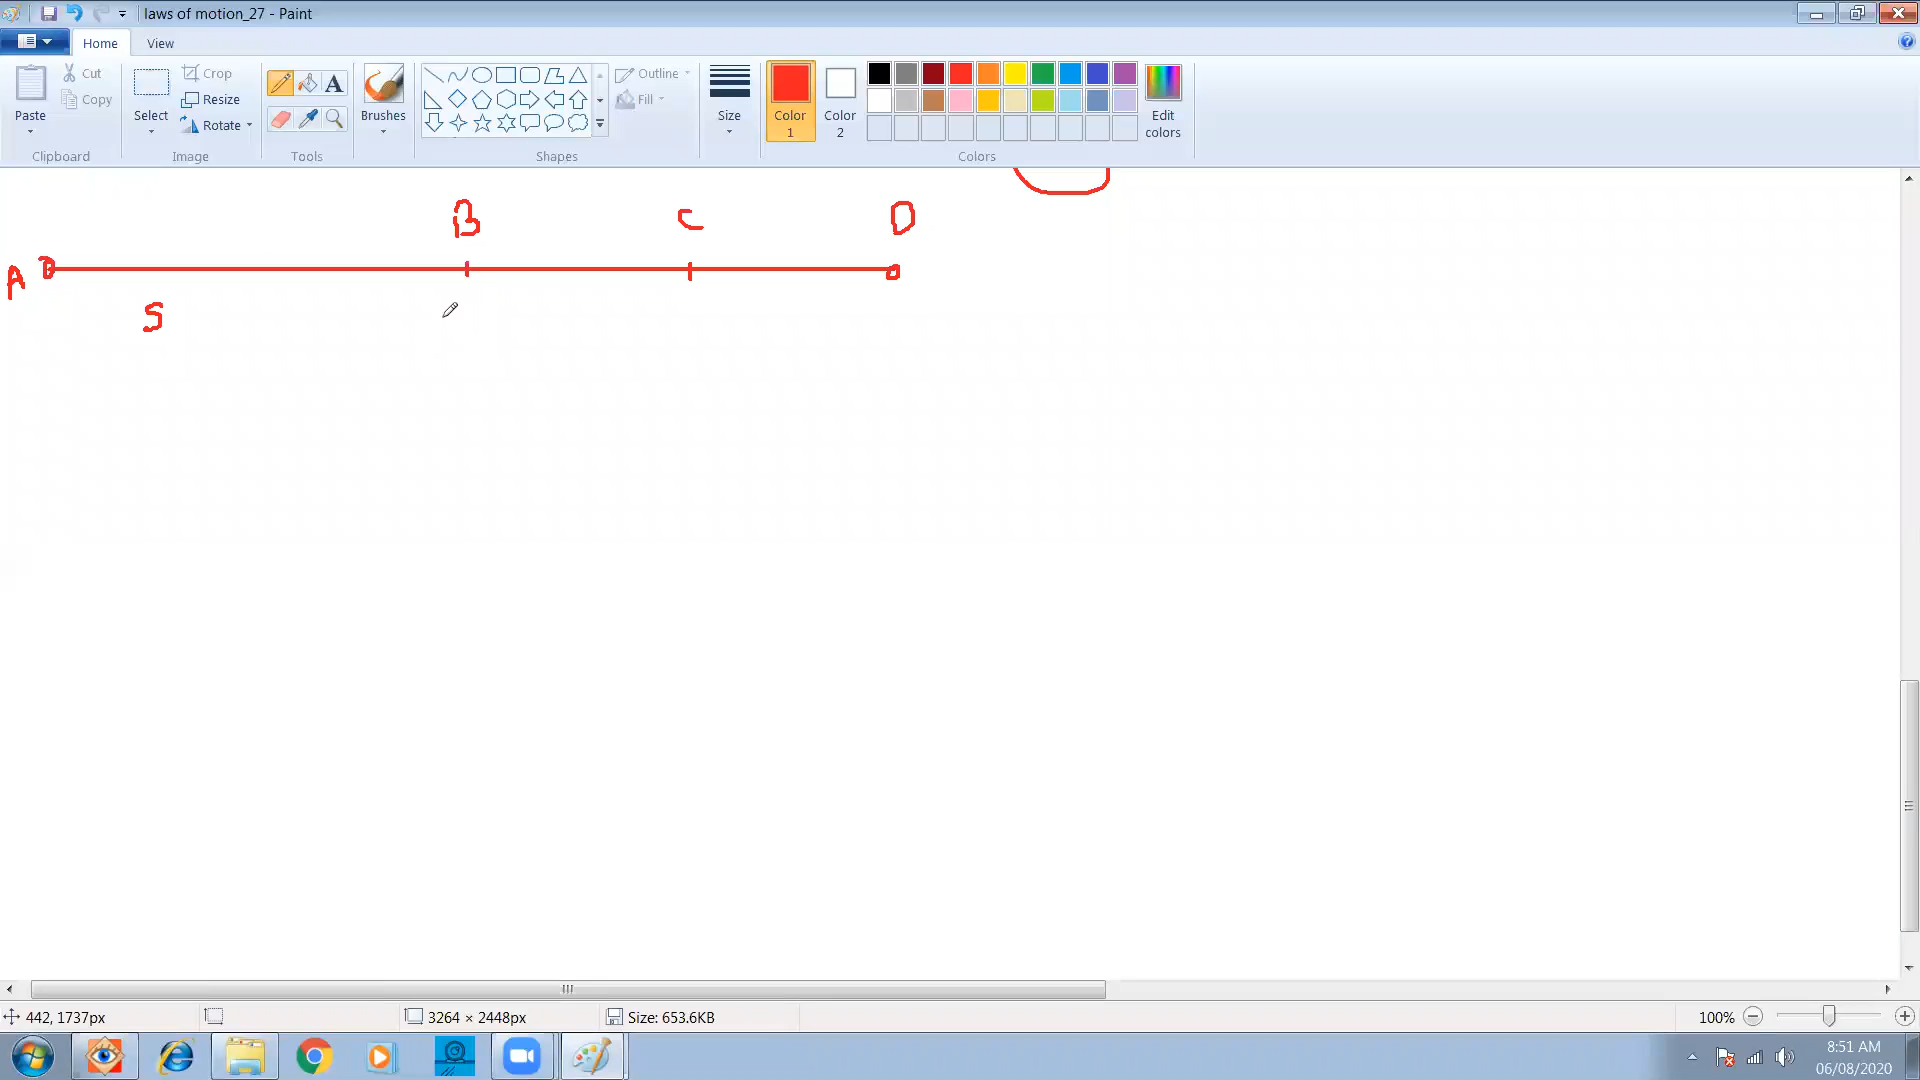 laws of motion_27 - Paint
Home View
Paste Cut Copy Clipboard
Select Crop Resize Rotate Image
A Tools
Brushes
Outline Fill Shapes
Size
Color 1 Color 2 Edit colors Colors
B C D
A
S
442, 1737px 3264 × 2448px Size: 653.6KB 100%
8:51 AM
06/08/2020